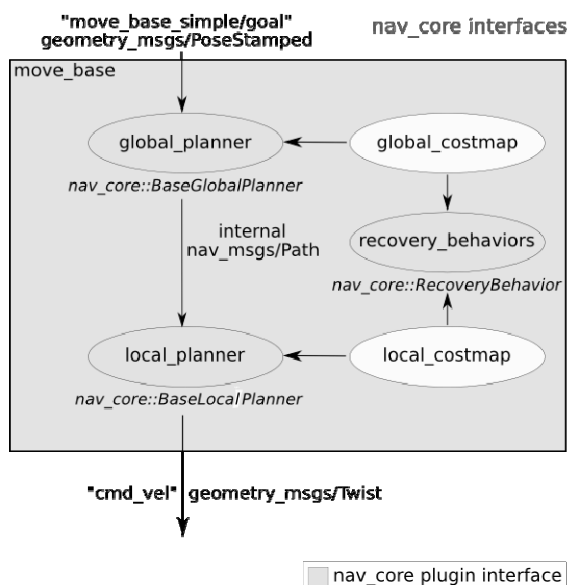 "move_base_simple/goal"
geometry_msgs/PoseStamped
nav_core interfaces
move_base
global_planner
global_costmap
nav_core::BaseGlobalPlanner
internal
nav_msgs/Path
recovery_behaviors
nav_core::RecoveryBehavior
local_planner
local_costmap
nav_core::BaseLocalPlanner
"cmd_vel" geometry_msgs/Twist
nav_core plugin interface